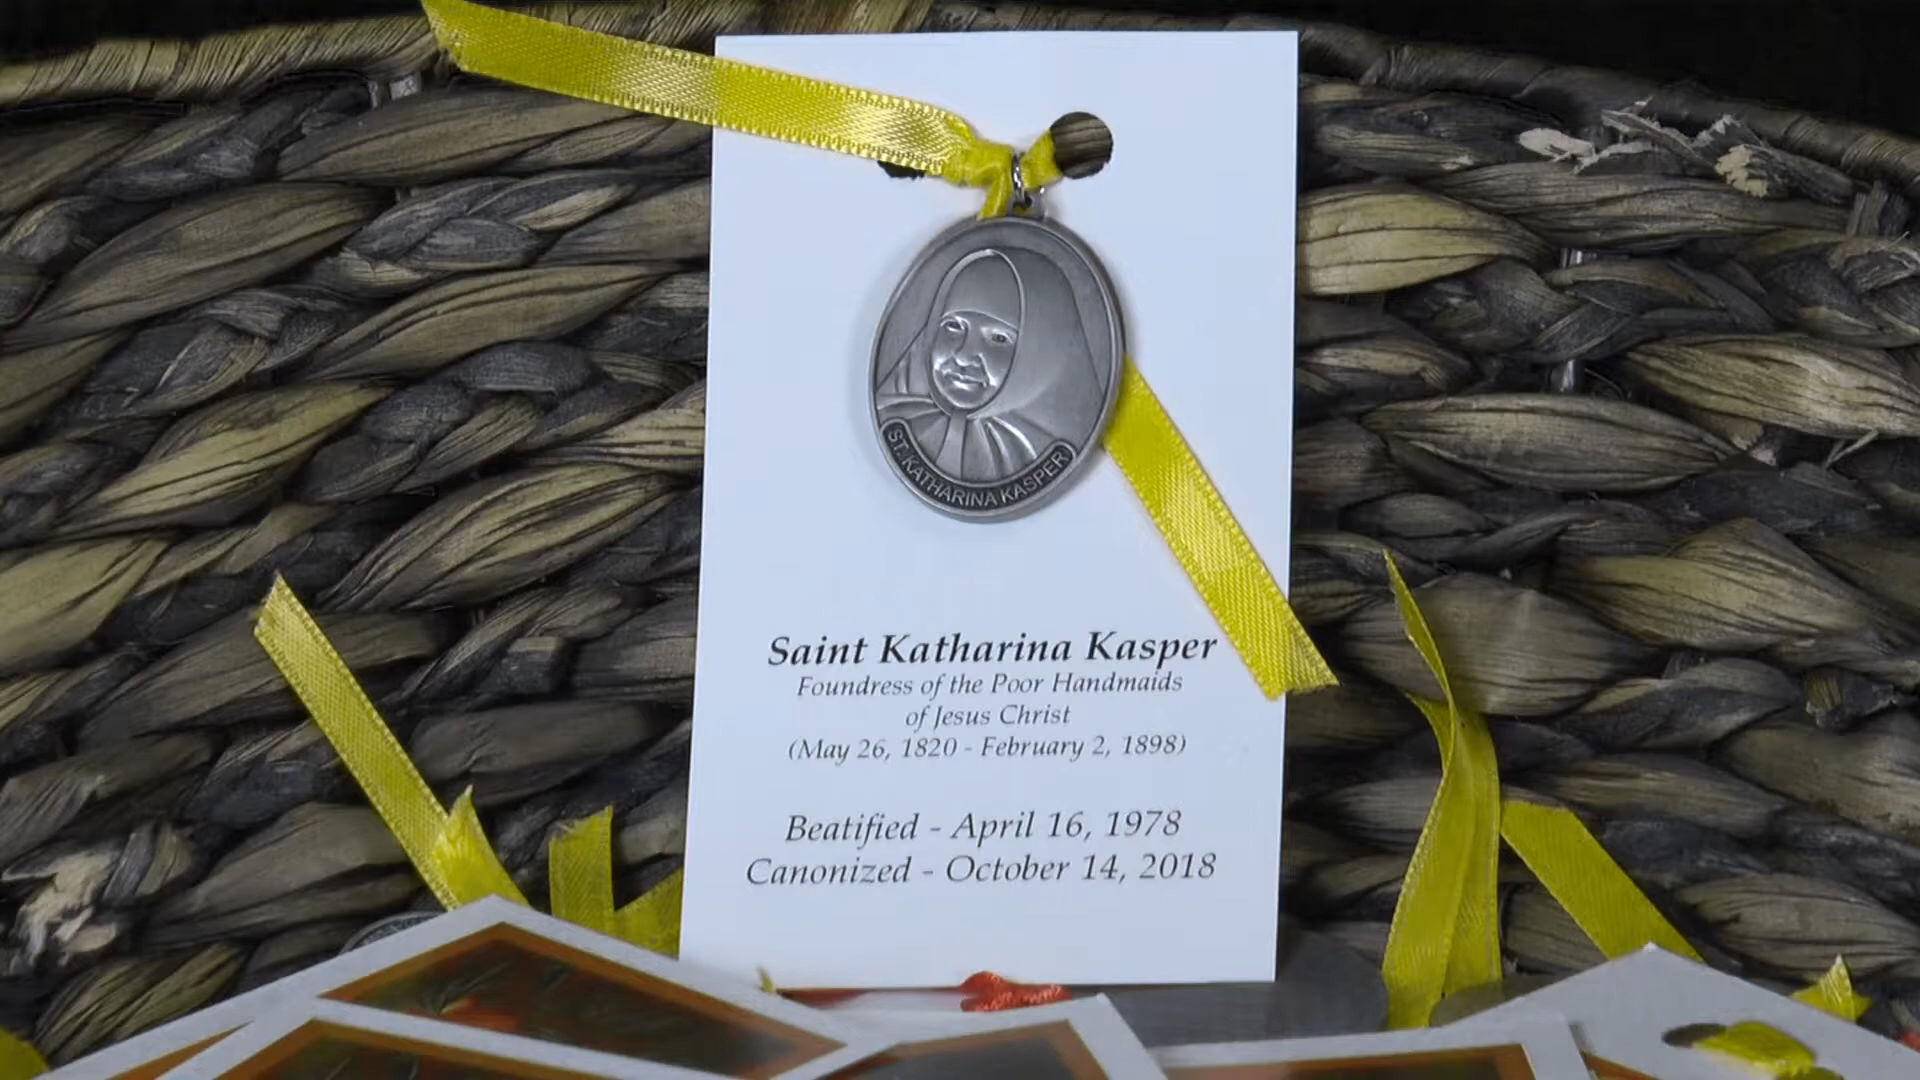 ST. KATHARINA KASPER
Saint Katharina Kasper
Foundress of the Poor Handmaids
of Jesus Christ
(May 26, 1820 - February 2, 1898)
Beatified - April 16, 1978
Canonized - October 14, 2018